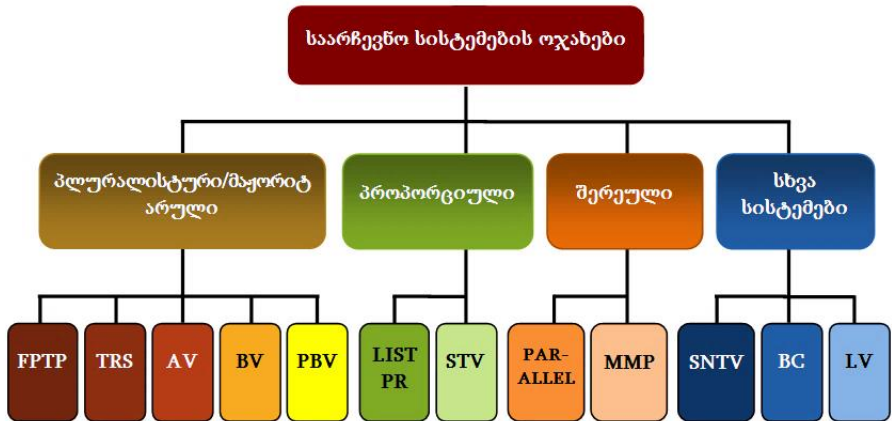 საარჩევნო სისტემების ოჯახები
პლურალისტური/მაჟორიტ
არული
პროპორციული
შერეული
სხვა
სისტემები
FPTP
TRS
AV
BV
PBV
LIST
PR
STV
PAR-
ALLEL
MMP
SNTV
BC
LV